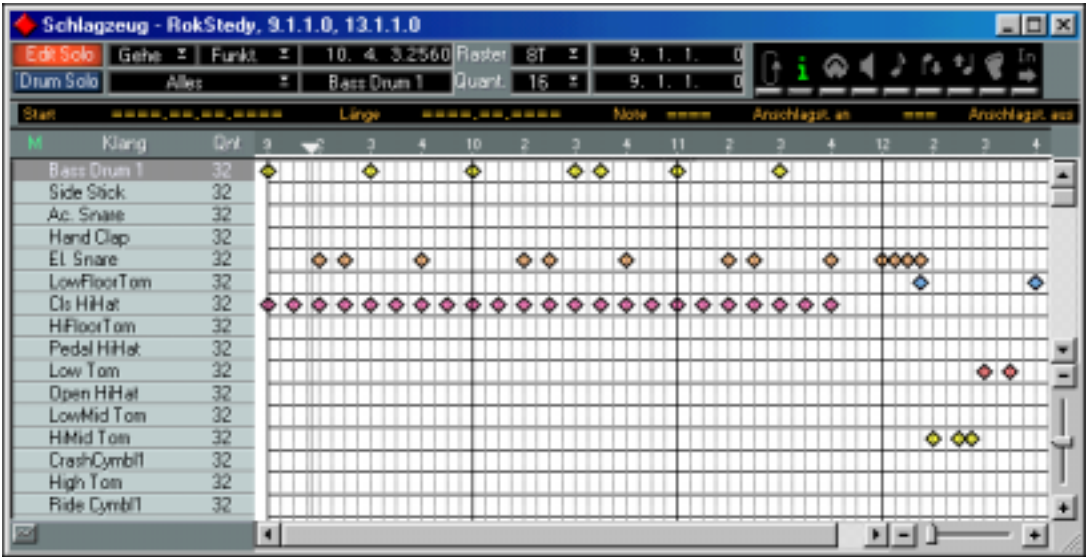 Schlagzeug - RokStedy, 9.1.1.0, 13.1.1.0
Edit Solo Gehe Funkt. 10. 4. 3.2560 Raster 8T 9. 1. 1. 0 In
Drum Solo Alles Bass Drum 1 Quant. 16 9. 1. 1. 0
Start ----.--.--.---- Länge ----.--.---- Note ---- Anschlagst. an --- Anschlagst. aus
M Klang Qnt 9 2 3 4 10 2 3 4 11 2 3 4 12 2 3 4
Bass Drum 1 32
Side Stick 32
Ac. Snare 32
Hand Clap 32
El. Snare 32
LowFloorTom 32
Cls HiHat 32
HiFloorTom 32
Pedal HiHat 32
Low Tom 32
Open HiHat 32
LowMid Tom 32
HiMid Tom 32
CrashCymbl1 32
High Tom 32
Ride Cymbl1 32